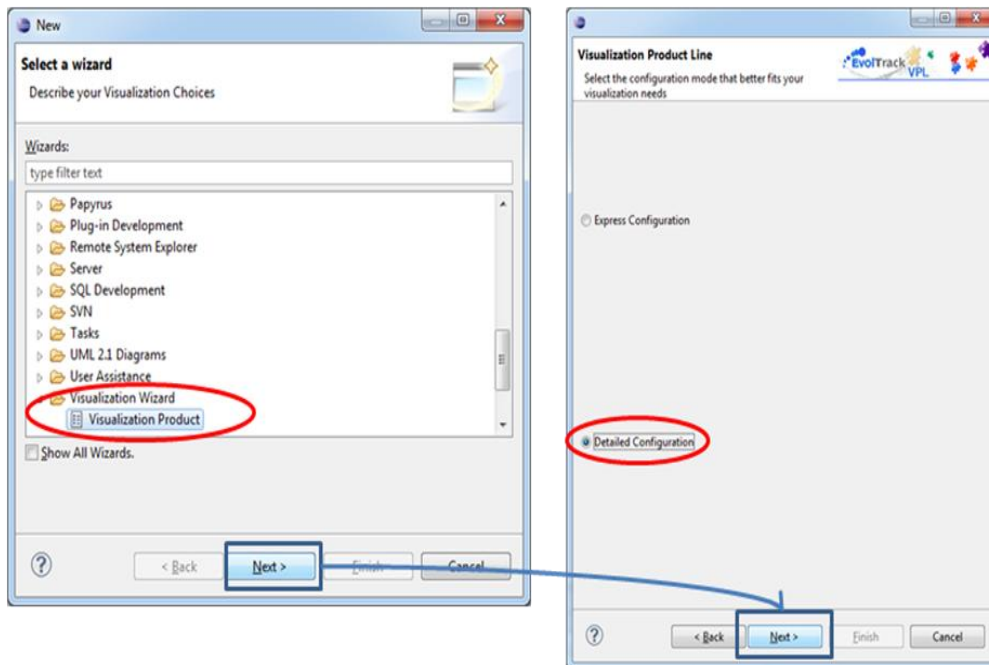 New
Select a wizard
Describe your Visualization Choices
Wizards:
type filter text
Papyrus
Plug-in Development
Remote System Explorer
Server
SQL Development
SVN
Tasks
UML 2.1 Diagrams
User Assistance
Visualization Wizard
Visualization Product
Show All Wizards.
< Back Next > Finish Cancel
Visualization Product Line
Select the configuration mode that better fits your
visualization needs
EvolTrack
VPL
Express Configuration
Detailed Configuration
< Back Next > Finish Cancel